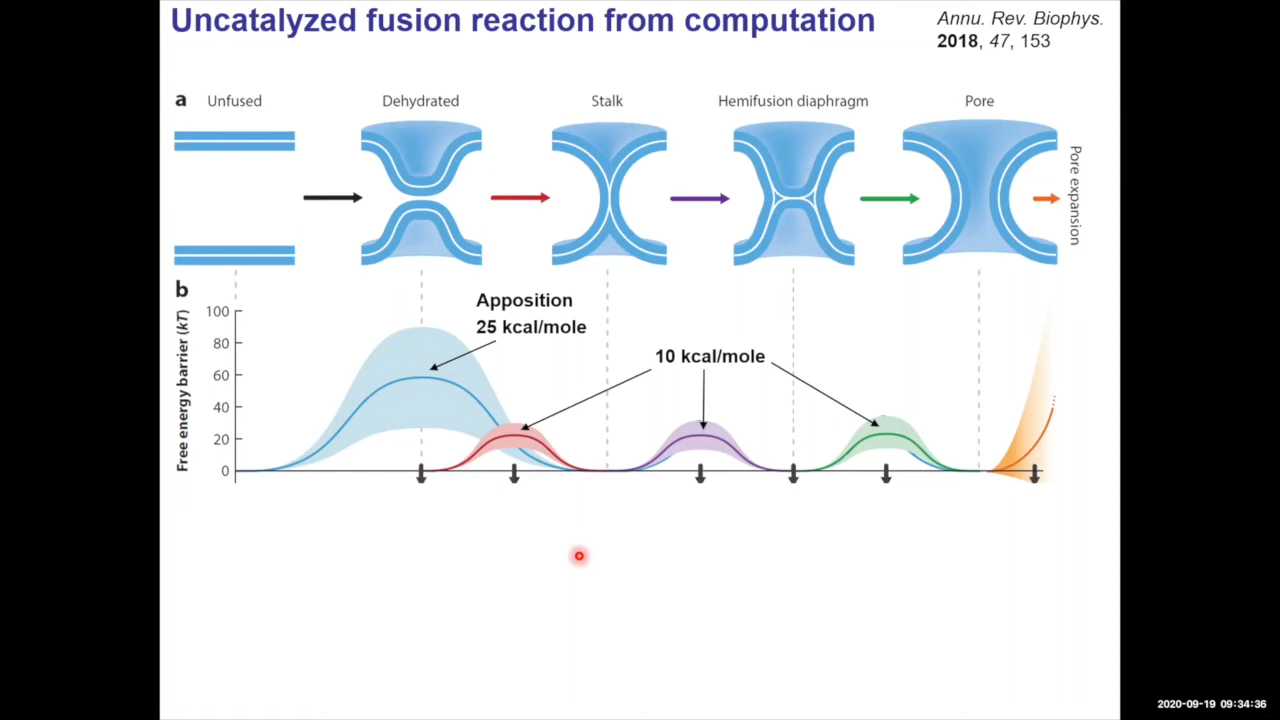 Uncatalyzed fusion reaction from computation
Annu. Rev. Biophys.
2018, 47, 153
a Unfused Dehydrated Stalk Hemifusion diaphragm Pore
Pore expansion
b
Apposition
25 kcal/mole
10 kcal/mole
Free energy barrier (kT)
100
80
60
40
20
0
2020-09-19 09:34:36